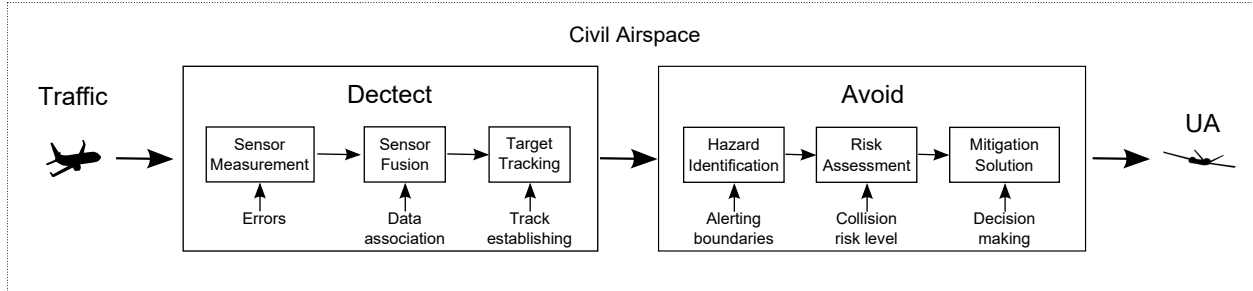 Civil Airspace
Traffic
Dectect
Sensor
Measurement
Sensor
Fusion
Target
Tracking
Errors
Data
association
Track
establishing
Avoid
Hazard
Identification
Risk
Assessment
Mitigation
Solution
Alerting
boundaries
Collision
risk level
Decision
making
UA